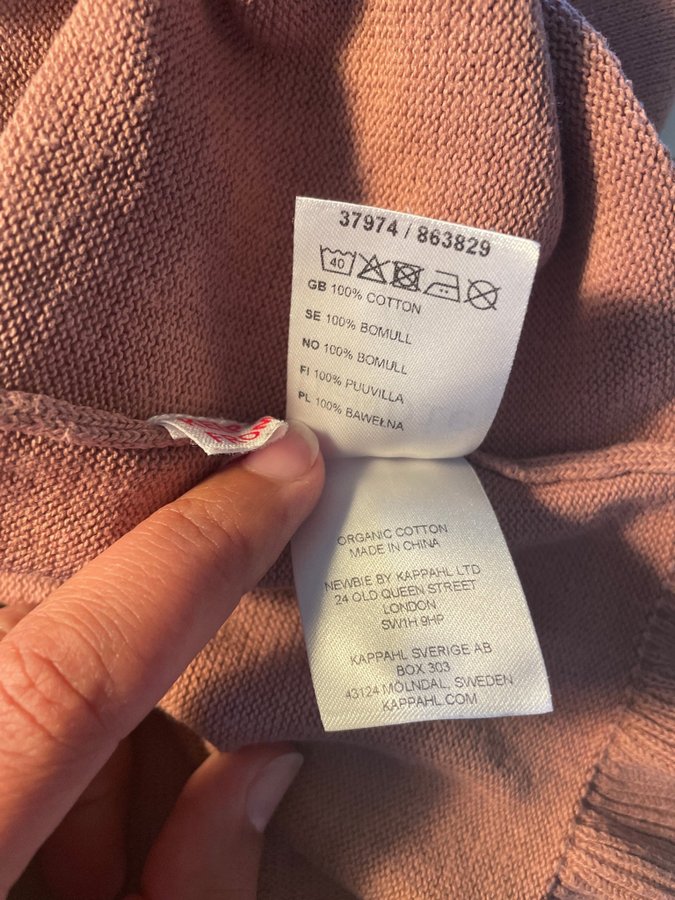 37974 / 863829
40
GB 100% COTTON
SE 100% BOMULL
NO 100% BOMULL
FI 100% PUUVILLA
PL 100% BAWEŁNA
ORGANIC COTTON
MADE IN CHINA
NEWBIE BY KAPPAHL LTD
24 OLD QUEEN STREET
LONDON
SW1H 9HP
KAPPAHL SVERIGE AB
BOX 303
43124 MÖLNDAL, SWEDEN
KAPPAHL.COM